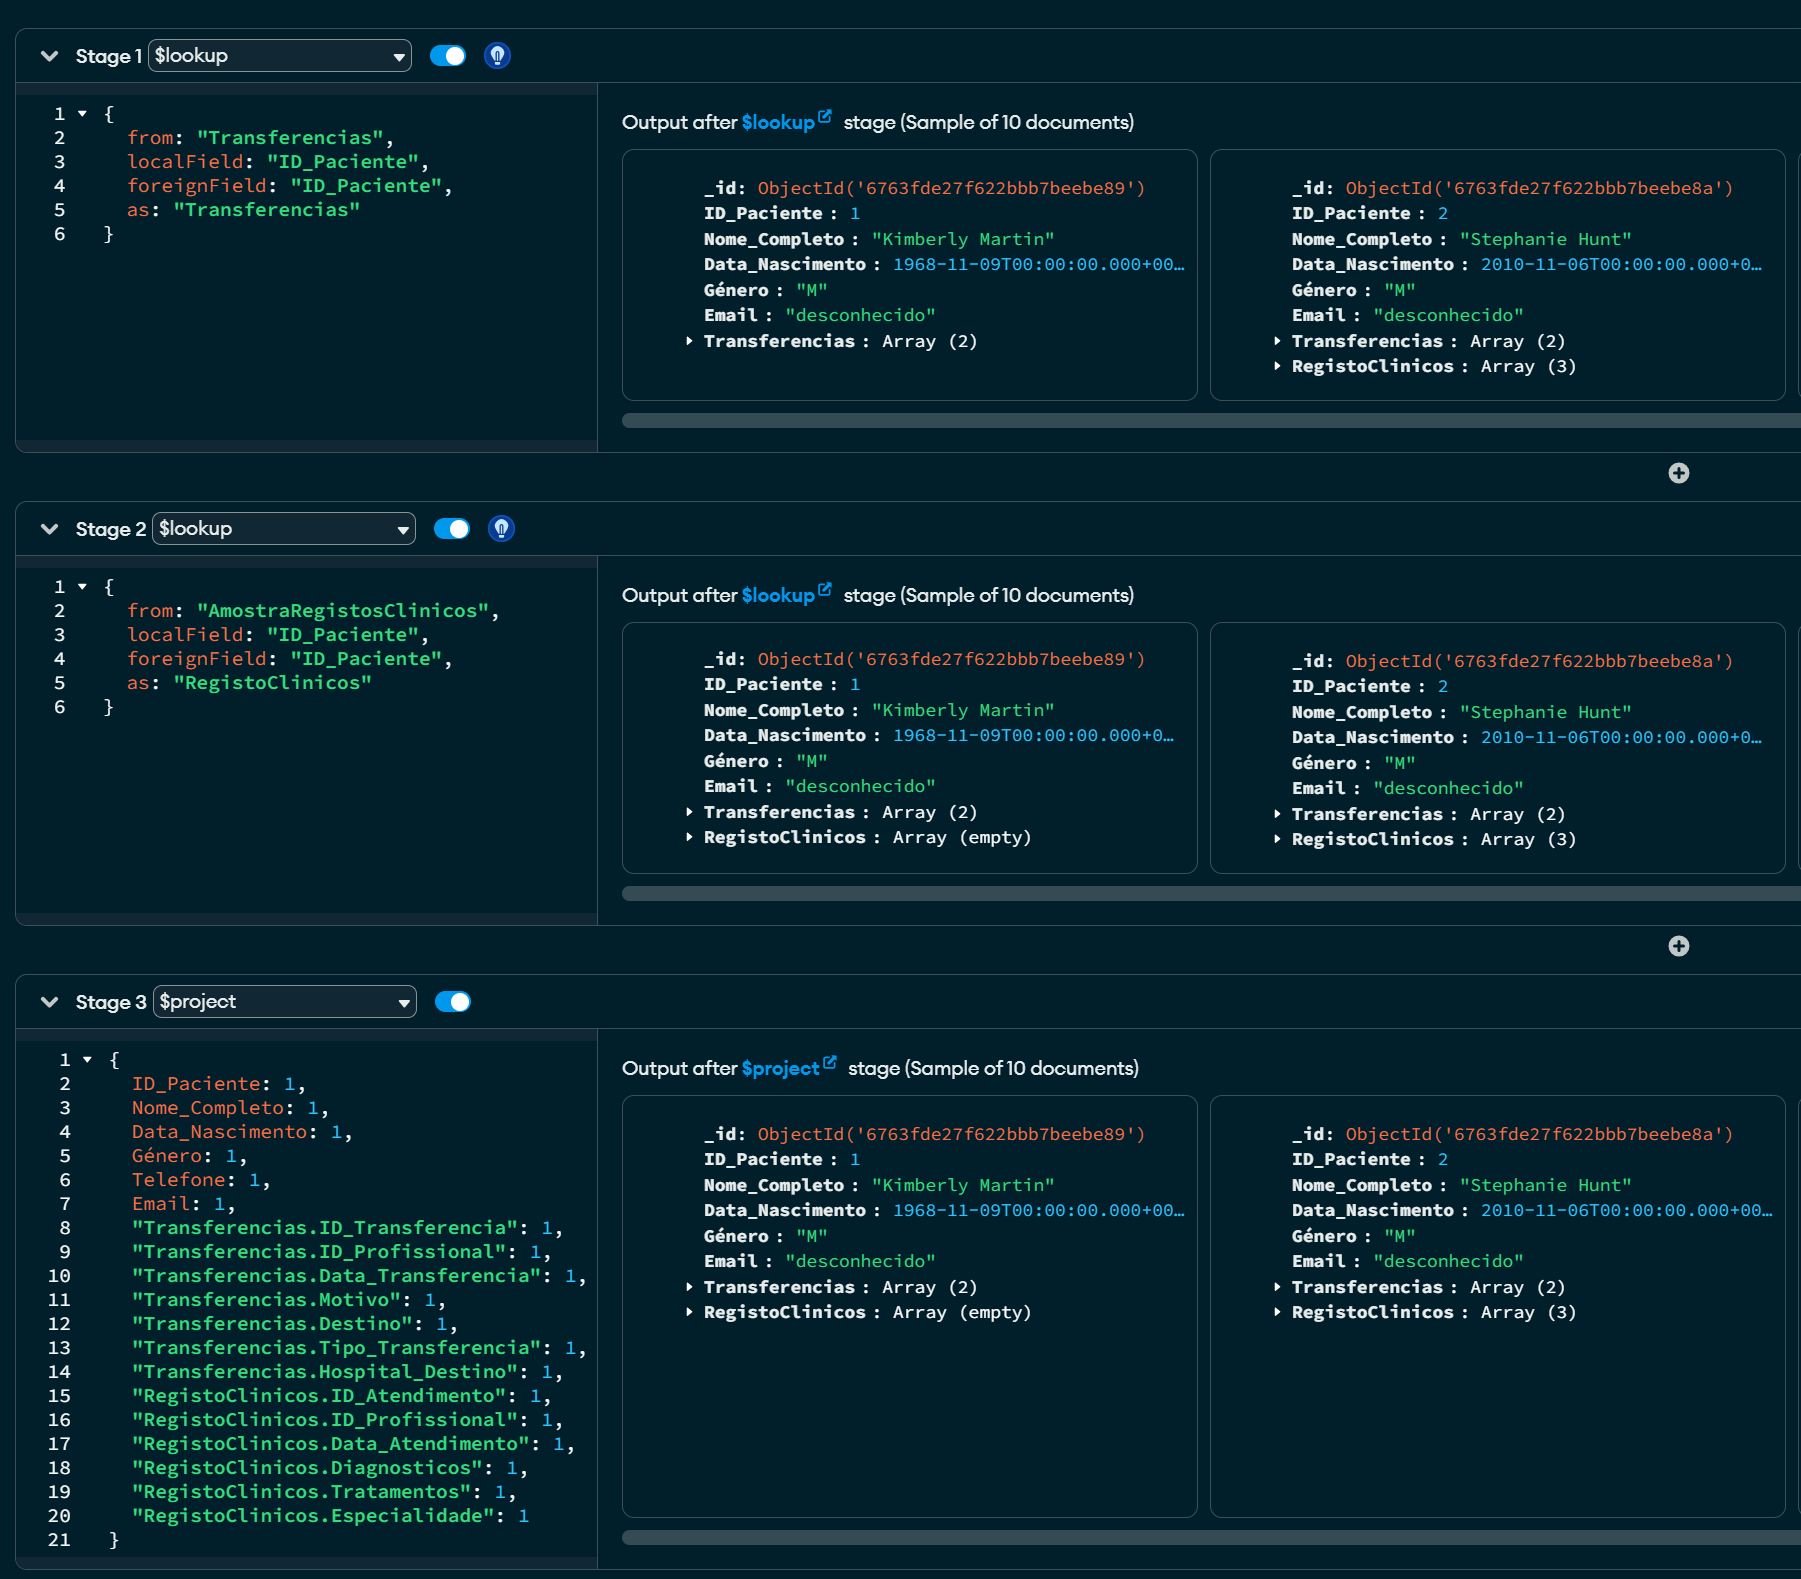 Stage 1 $lookup
1 {
2 from: "Transferencias",
3 localField: "ID_Paciente",
4 foreignField: "ID_Paciente",
5 as: "Transferencias"
6 }
Output after $lookup stage (Sample of 10 documents)
_id: ObjectId('6763fde27f622bbb7beebe89')
ID_Paciente : 1
Nome_Completo : "Kimberly Martin"
Data_Nascimento : 1968-11-09T00:00:00.000+00…
Género : "M"
Email : "desconhecido"
Transferencias : Array (2)
_id: ObjectId('6763fde27f622bbb7beebe8a')
ID_Paciente : 2
Nome_Completo : "Stephanie Hunt"
Data_Nascimento : 2010-11-06T00:00:00.000+0…
Género : "M"
Email : "desconhecido"
Transferencias : Array (2)
RegistoClinicos : Array (3)
Stage 2 $lookup
1 {
2 from: "AmostraRegistosClinicos",
3 localField: "ID_Paciente",
4 foreignField: "ID_Paciente",
5 as: "RegistoClinicos"
6 }
Output after $lookup stage (Sample of 10 documents)
_id: ObjectId('6763fde27f622bbb7beebe89')
ID_Paciente : 1
Nome_Completo : "Kimberly Martin"
Data_Nascimento : 1968-11-09T00:00:00.000+0…
Género : "M"
Email : "desconhecido"
Transferencias : Array (2)
RegistoClinicos : Array (empty)
_id: ObjectId('6763fde27f622bbb7beebe8a')
ID_Paciente : 2
Nome_Completo : "Stephanie Hunt"
Data_Nascimento : 2010-11-06T00:00:00.000+0…
Género : "M"
Email : "desconhecido"
Transferencias : Array (2)
RegistoClinicos : Array (3)
Stage 3 $project
1 {
2 ID_Paciente: 1,
3 Nome_Completo: 1,
4 Data_Nascimento: 1,
5 Género: 1,
6 Telefone: 1,
7 Email: 1,
8 "Transferencias.ID_Transferencia": 1,
9 "Transferencias.ID_Profissional": 1,
10 "Transferencias.Data_Transferencia": 1,
11 "Transferencias.Motivo": 1,
12 "Transferencias.Destino": 1,
13 "Transferencias.Tipo_Transferencia": 1,
14 "Transferencias.Hospital_Destino": 1,
15 "RegistoClinicos.ID_Atendimento": 1,
16 "RegistoClinicos.ID_Profissional": 1,
17 "RegistoClinicos.Data_Atendimento": 1,
18 "RegistoClinicos.Diagnosticos": 1,
19 "RegistoClinicos.Tratamentos": 1,
20 "RegistoClinicos.Especialidade": 1
21 }
Output after $project stage (Sample of 10 documents)
_id: ObjectId('6763fde27f622bbb7beebe89')
ID_Paciente : 1
Nome_Completo : "Kimberly Martin"
Data_Nascimento : 1968-11-09T00:00:00.000+00…
Género : "M"
Email : "desconhecido"
Transferencias : Array (2)
RegistoClinicos : Array (empty)
_id: ObjectId('6763fde27f622bbb7beebe8a')
ID_Paciente : 2
Nome_Completo : "Stephanie Hunt"
Data_Nascimento : 2010-11-06T00:00:00.000+00…
Género : "M"
Email : "desconhecido"
Transferencias : Array (2)
RegistoClinicos : Array (3)